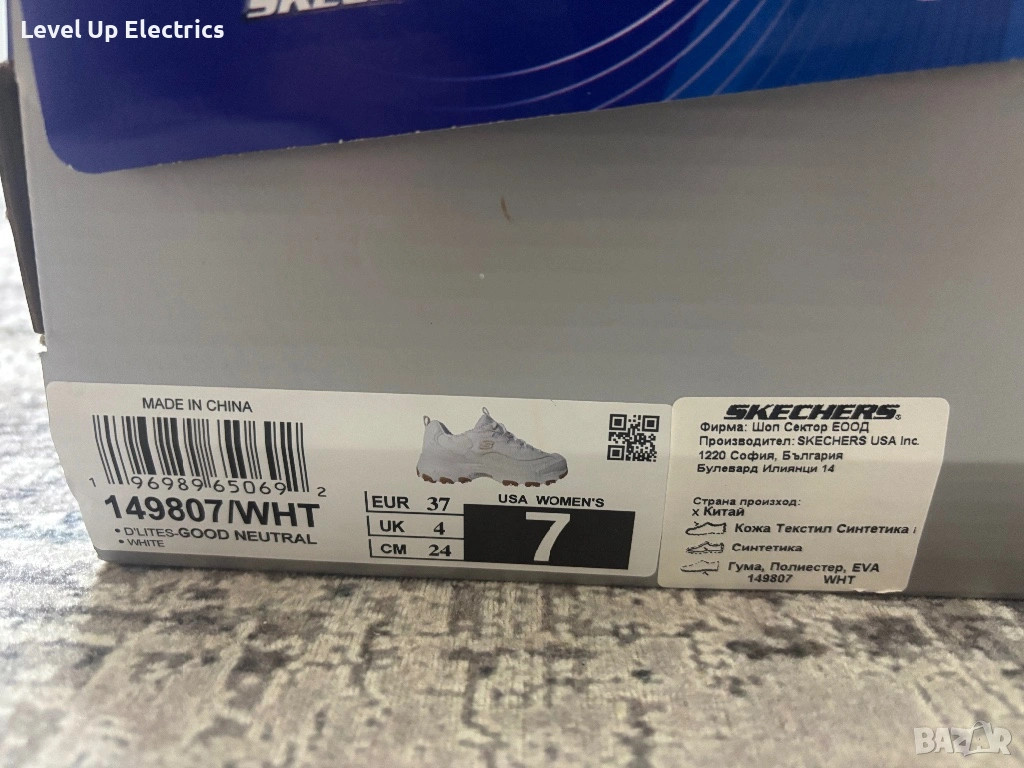 Level Up Electrics
SKECHERS
MADE IN CHINA
1 96989 65069 2
149807/WHT
• D'LITES-GOOD NEUTRAL
• WHITE
EUR 37
UK 4
CM 24
USA WOMEN'S
7
SKECHERS.
Фирма: Шоп Сектор ЕООД
Производител: SKECHERS USA Inc.
1220 София, България
Булевард Илиянци 14
Страна произход:
x Китай
Кожа Текстил Синтетика
Синтетика
Гума, Полиестер, EVA
149807 WHT
BAZAR